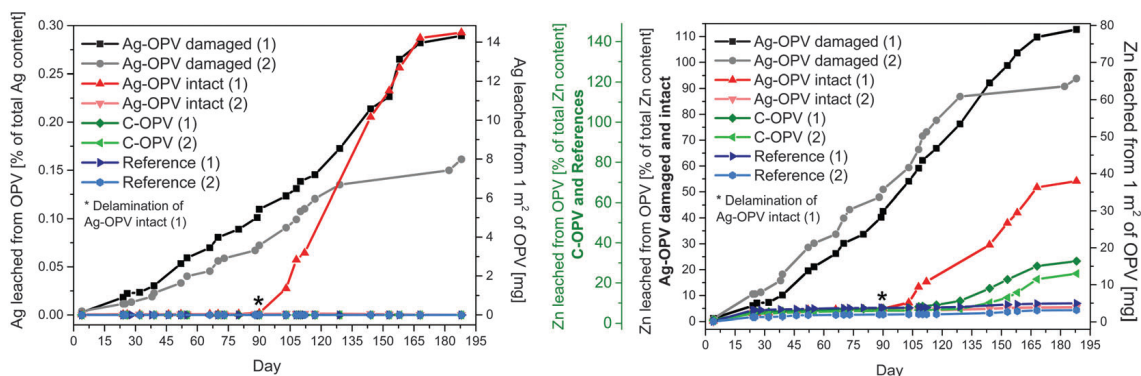 Ag leached from OPV [% of total Ag content]
0.30
0.25
0.20
0.15
0.10
0.05
0.00
Ag-OPV damaged (1)
Ag-OPV damaged (2)
Ag-OPV intact (1)
Ag-OPV intact (2)
C-OPV (1)
C-OPV (2)
Reference (1)
Reference (2)
* Delamination of
Ag-OPV intact (1)
*
14
12
10
8
6
4
2
0
Ag leached from 1 m² of OPV [mg]
0 15 30 45 60 75 90 105 120 135 150 165 180 195
Day
Zn leached from OPV [% of total Zn content]
C-OPV and References
140
120
100
80
60
40
20
0
Zn leached from OPV [% of total Zn content]
Ag-OPV damaged and intact
110
100
90
80
70
60
50
40
30
20
10
0
Ag-OPV damaged (1)
Ag-OPV damaged (2)
Ag-OPV intact (1)
Ag-OPV intact (2)
C-OPV (1)
C-OPV (2)
Reference (1)
Reference (2)
* Delamination of
Ag-OPV intact (1)
*
80
70
60
50
40
30
20
10
0
Zn leached from 1 m² of OPV [mg]
0 15 30 45 60 75 90 105 120 135 150 165 180 195
Day